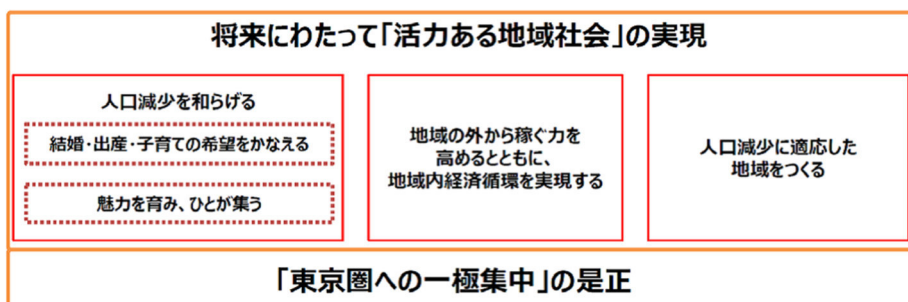 将来にわたって「活力ある地域社会」の実現
人口減少を和らげる
結婚・出産・子育ての希望をかなえる
魅力を育み、ひとが集う
地域の外から稼ぐ力を
高めるとともに、
地域内経済循環を実現する
人口減少に適応した
地域をつくる
「東京圏への一極集中」の是正